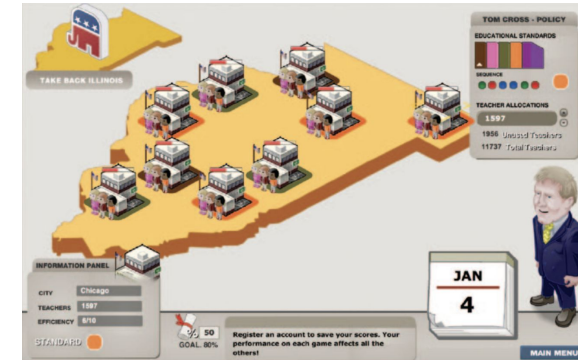 TAKE BACK ILLINOIS
TOM CROSS - POLICY
EDUCATIONAL STANDARDS
SEQUENCE
TEACHER ALLOCATIONS
1597
1956 Unused Teachers
11737 Total Teachers
INFORMATION PANEL
CITY Chicago
TEACHERS 1597
EFFICIENCY 6/10
STANDARD
% 50
GOAL. 80%
Register an account to save your scores. Your
performance on each game affects all the
others!
JAN
4
MAIN MENU